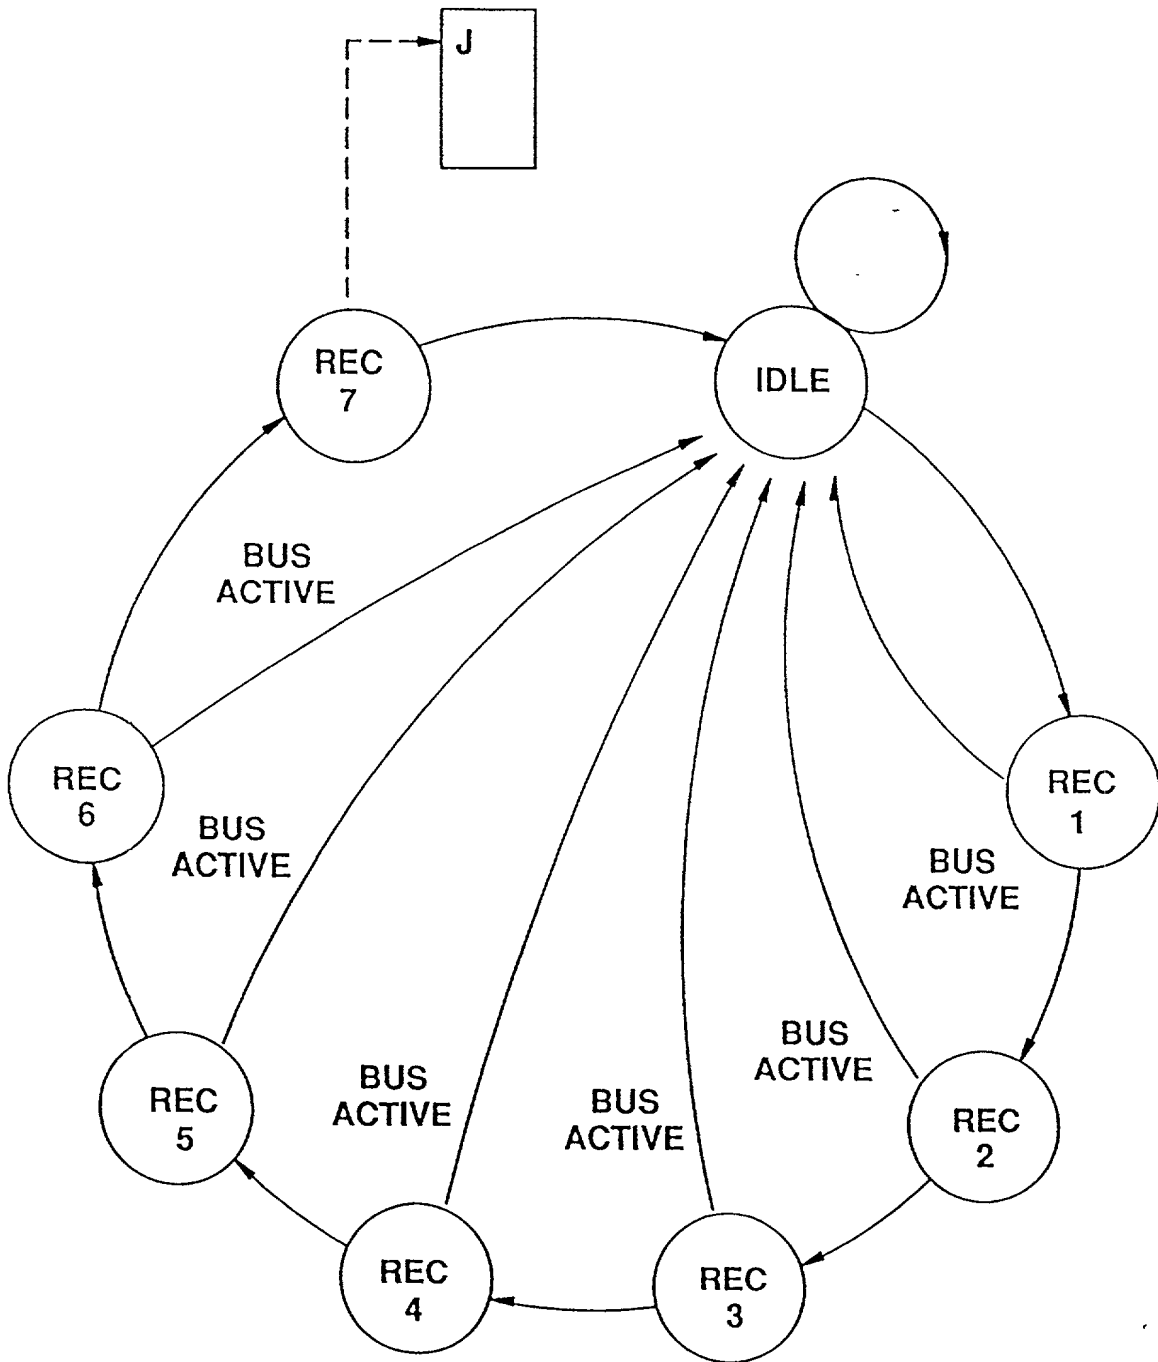 J
REC
7
IDLE
BUS
ACTIVE
REC
6
REC
1
BUS
ACTIVE
BUS
ACTIVE
BUS
ACTIVE
BUS
ACTIVE
BUS
ACTIVE
REC
5
REC
2
REC
4
REC
3